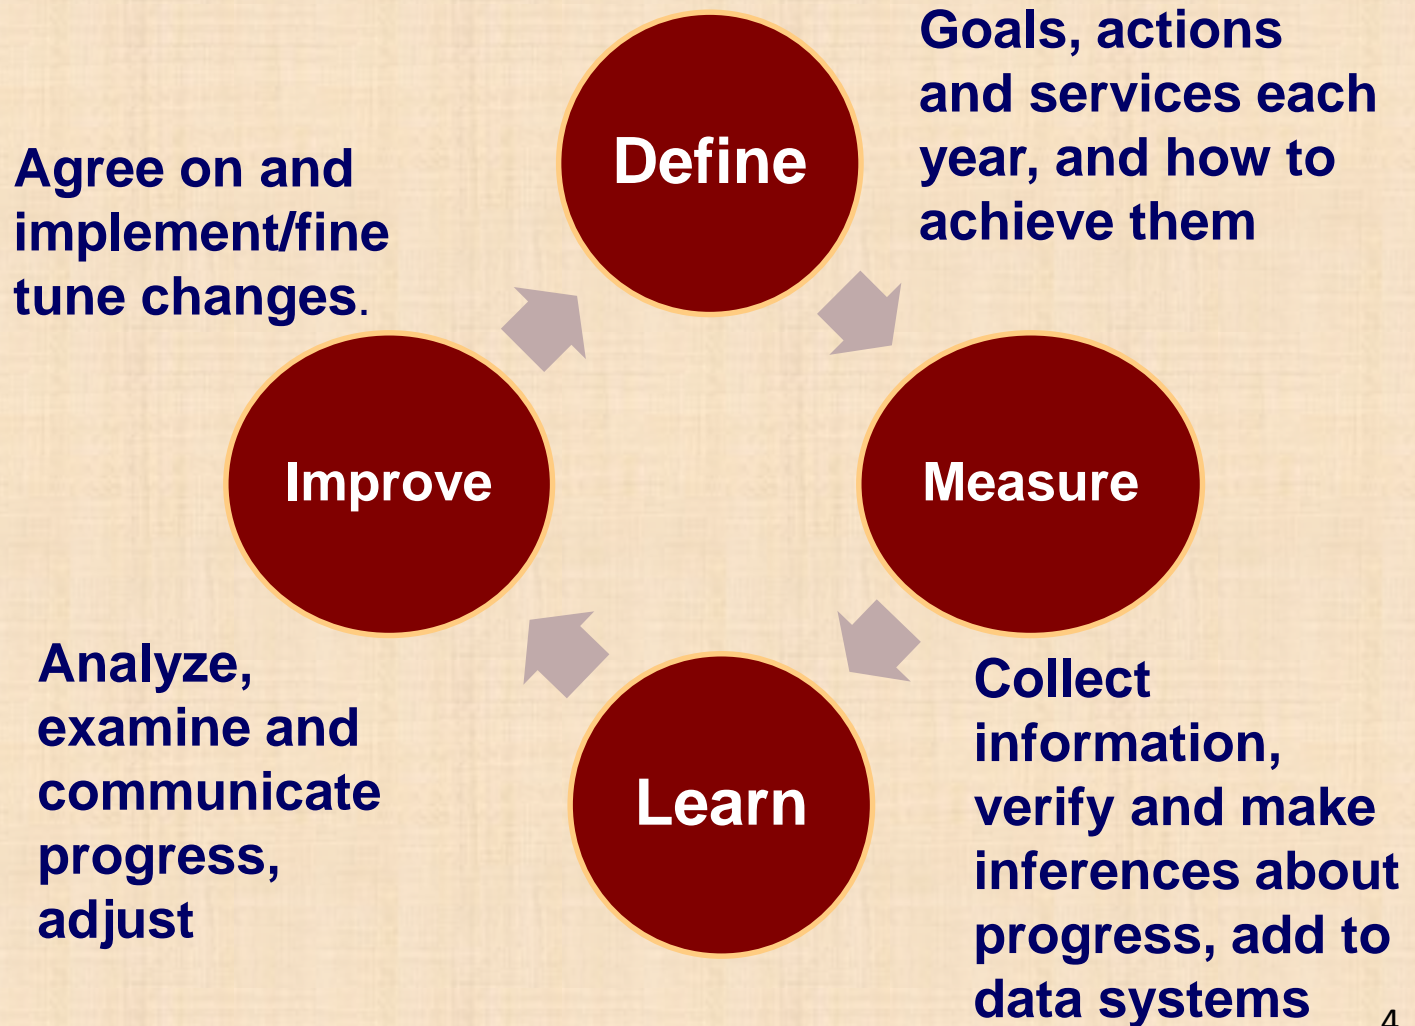 Define
Goals, actions
and services each
year, and how to
achieve them
Agree on and
implement/fine
tune changes.
Improve
Measure
Analyze,
examine and
communicate
progress,
adjust
Learn
Collect
information,
verify and make
inferences about
progress, add to
data systems
4